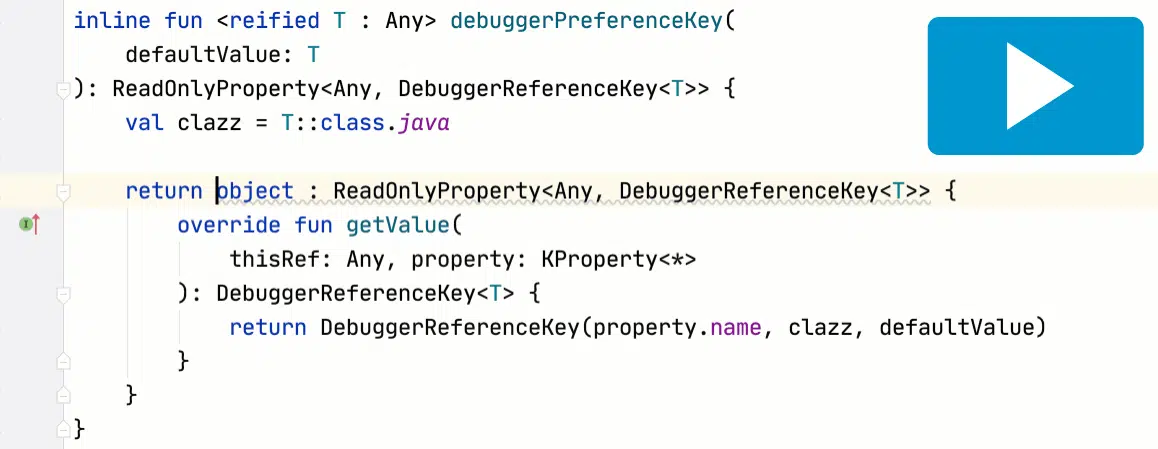 inline fun <reified T : Any> debuggerPreferenceKey(
    defaultValue: T
): ReadOnlyProperty<Any, DebuggerReferenceKey<T>> {
    val clazz = T::class.java
    return object : ReadOnlyProperty<Any, DebuggerReferenceKey<T>> {
        override fun getValue(
            thisRef: Any, property: KProperty<*>
        ): DebuggerReferenceKey<T> {
            return DebuggerReferenceKey(property.name, clazz, defaultValue)
        }
    }
}